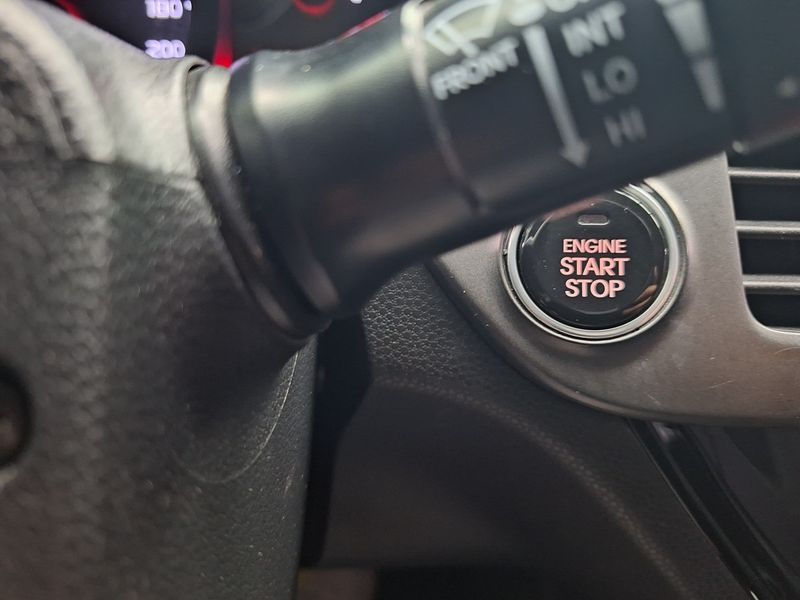 180
200
FRONT
INT
LO
HI
ENGINE
START
STOP